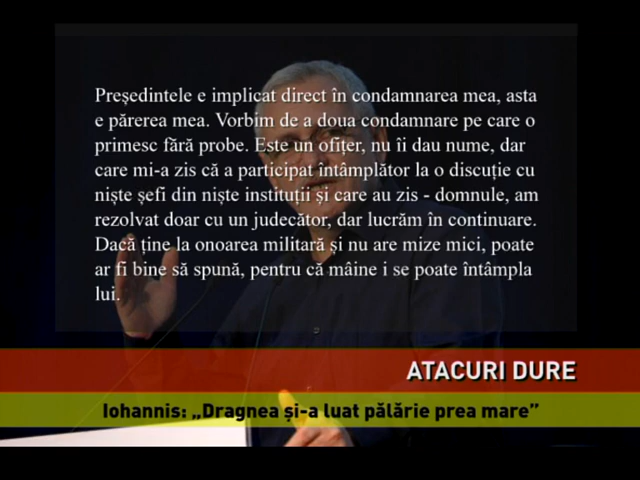 Președintele e implicat direct în condamnarea mea, asta
e părerea mea. Vorbim de a doua condamnare pe care o
primesc fără probe. Este un ofițer, nu îi dau nume, dar
care mi-a zis că a participat întâmplător la o discuție cu
niște șefi din niște instituții și care au zis - domnule, am
rezolvat doar cu un judecător, dar lucrăm în continuare.
Dacă ține la onoarea militară și nu are mize mici, poate
ar fi bine să spună, pentru că mâine i se poate întâmpla
lui.
ATACURI DURE
Iohannis: „Dragnea și-a luat pălărie prea mare”